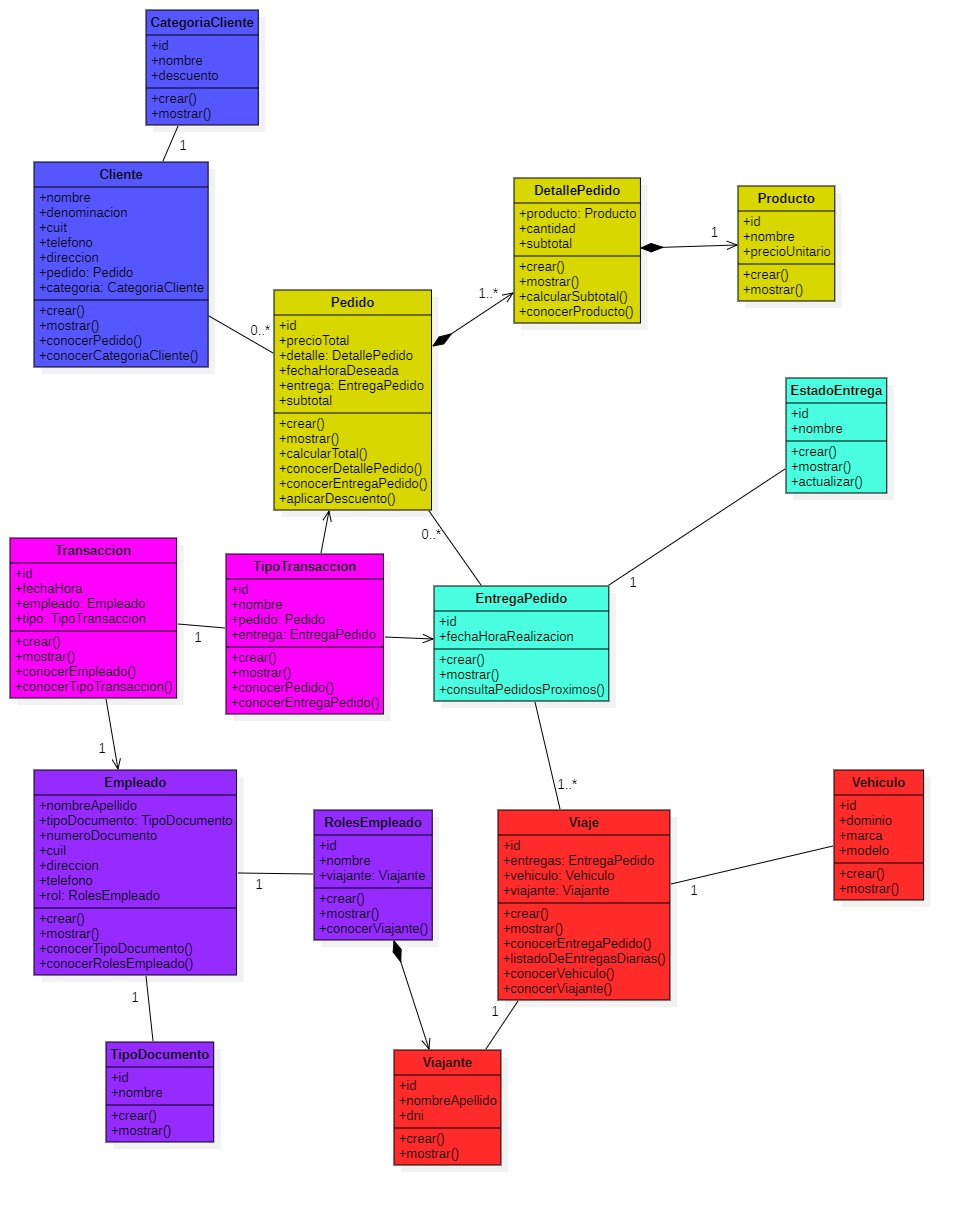 CategoriaCliente
+id
+nombre
+descuento
+crear()
+mostrar()
1
Cliente
+nombre
+denominacion
+cuit
+telefono
+direccion
+pedido: Pedido
+categoria: CategoriaCliente
+crear()
+mostrar()
+conocerPedido()
+conocerCategoriaCliente()
0..*
DetallePedido
+producto: Producto
+cantidad
+subtotal
+crear()
+mostrar()
+calcularSubtotal()
+conocerProducto()
1
Producto
+id
+nombre
+precioUnitario
+crear()
+mostrar()
1..*
Pedido
+id
+precioTotal
+detalle: DetallePedido
+fechaHoraDeseada
+entrega: EntregaPedido
+subtotal
+crear()
+mostrar()
+calcularTotal()
+conocerDetallePedido()
+conocerEntregaPedido()
+aplicarDescuento()
0..*
EstadoEntrega
+id
+nombre
+crear()
+mostrar()
+actualizar()
1
Transaccion
+id
+fechaHora
+empleado: Empleado
+tipo: TipoTransaccion
+crear()
+mostrar()
+conocerEmpleado()
+conocerTipoTransaccion()
1
TipoTransaccion
+id
+nombre
+pedido: Pedido
+entrega: EntregaPedido
+crear()
+mostrar()
+conocerPedido()
+conocerEntregaPedido()
EntregaPedido
+id
+fechaHoraRealizacion
+crear()
+mostrar()
+consultaPedidosProximos()
1
1..*
Empleado
+nombreApellido
+tipoDocumento: TipoDocumento
+numeroDocumento
+cuil
+direccion
+telefono
+rol: RolesEmpleado
+crear()
+mostrar()
+conocerTipoDocumento()
+conocerRolesEmpleado()
1
RolesEmpleado
+id
+nombre
+viajante: Viajante
+crear()
+mostrar()
+conocerViajante()
Viaje
+id
+entregas: EntregaPedido
+vehiculo: Vehiculo
+viajante: Viajante
+crear()
+mostrar()
+conocerEntregaPedido()
+listadoDeEntregasDiarias()
+conocerVehiculo()
+conocerViajante()
1
Vehiculo
+id
+dominio
+marca
+modelo
+crear()
+mostrar()
1
1
TipoDocumento
+id
+nombre
+crear()
+mostrar()
Viajante
+id
+nombreApellido
+dni
+crear()
+mostrar()